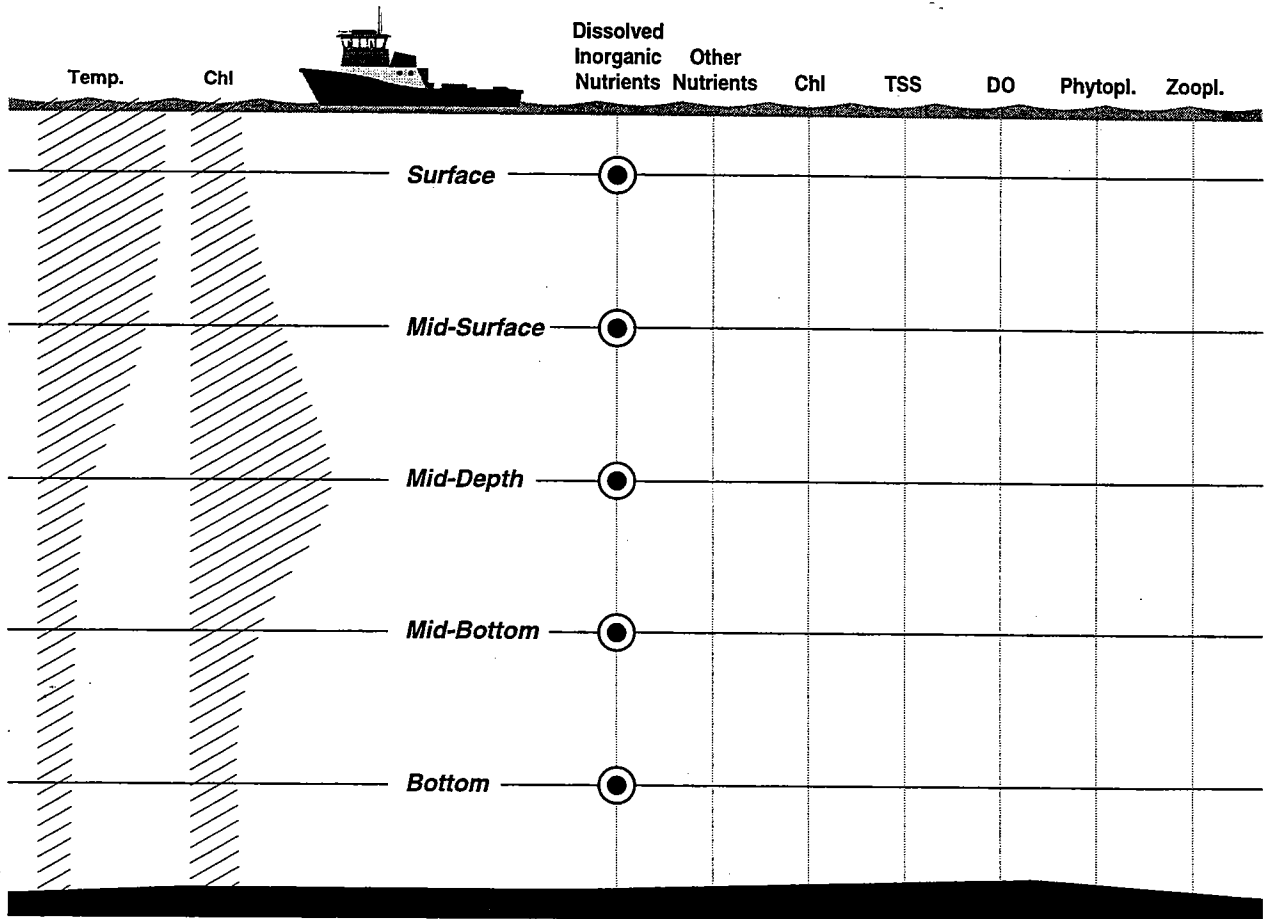 Temp.
Chl
Dissolved
Inorganic
Nutrients
Other
Nutrients
Chl
TSS
DO
Phytopl.
Zoopl.
Surface
Mid-Surface
Mid-Depth
Mid-Bottom
Bottom